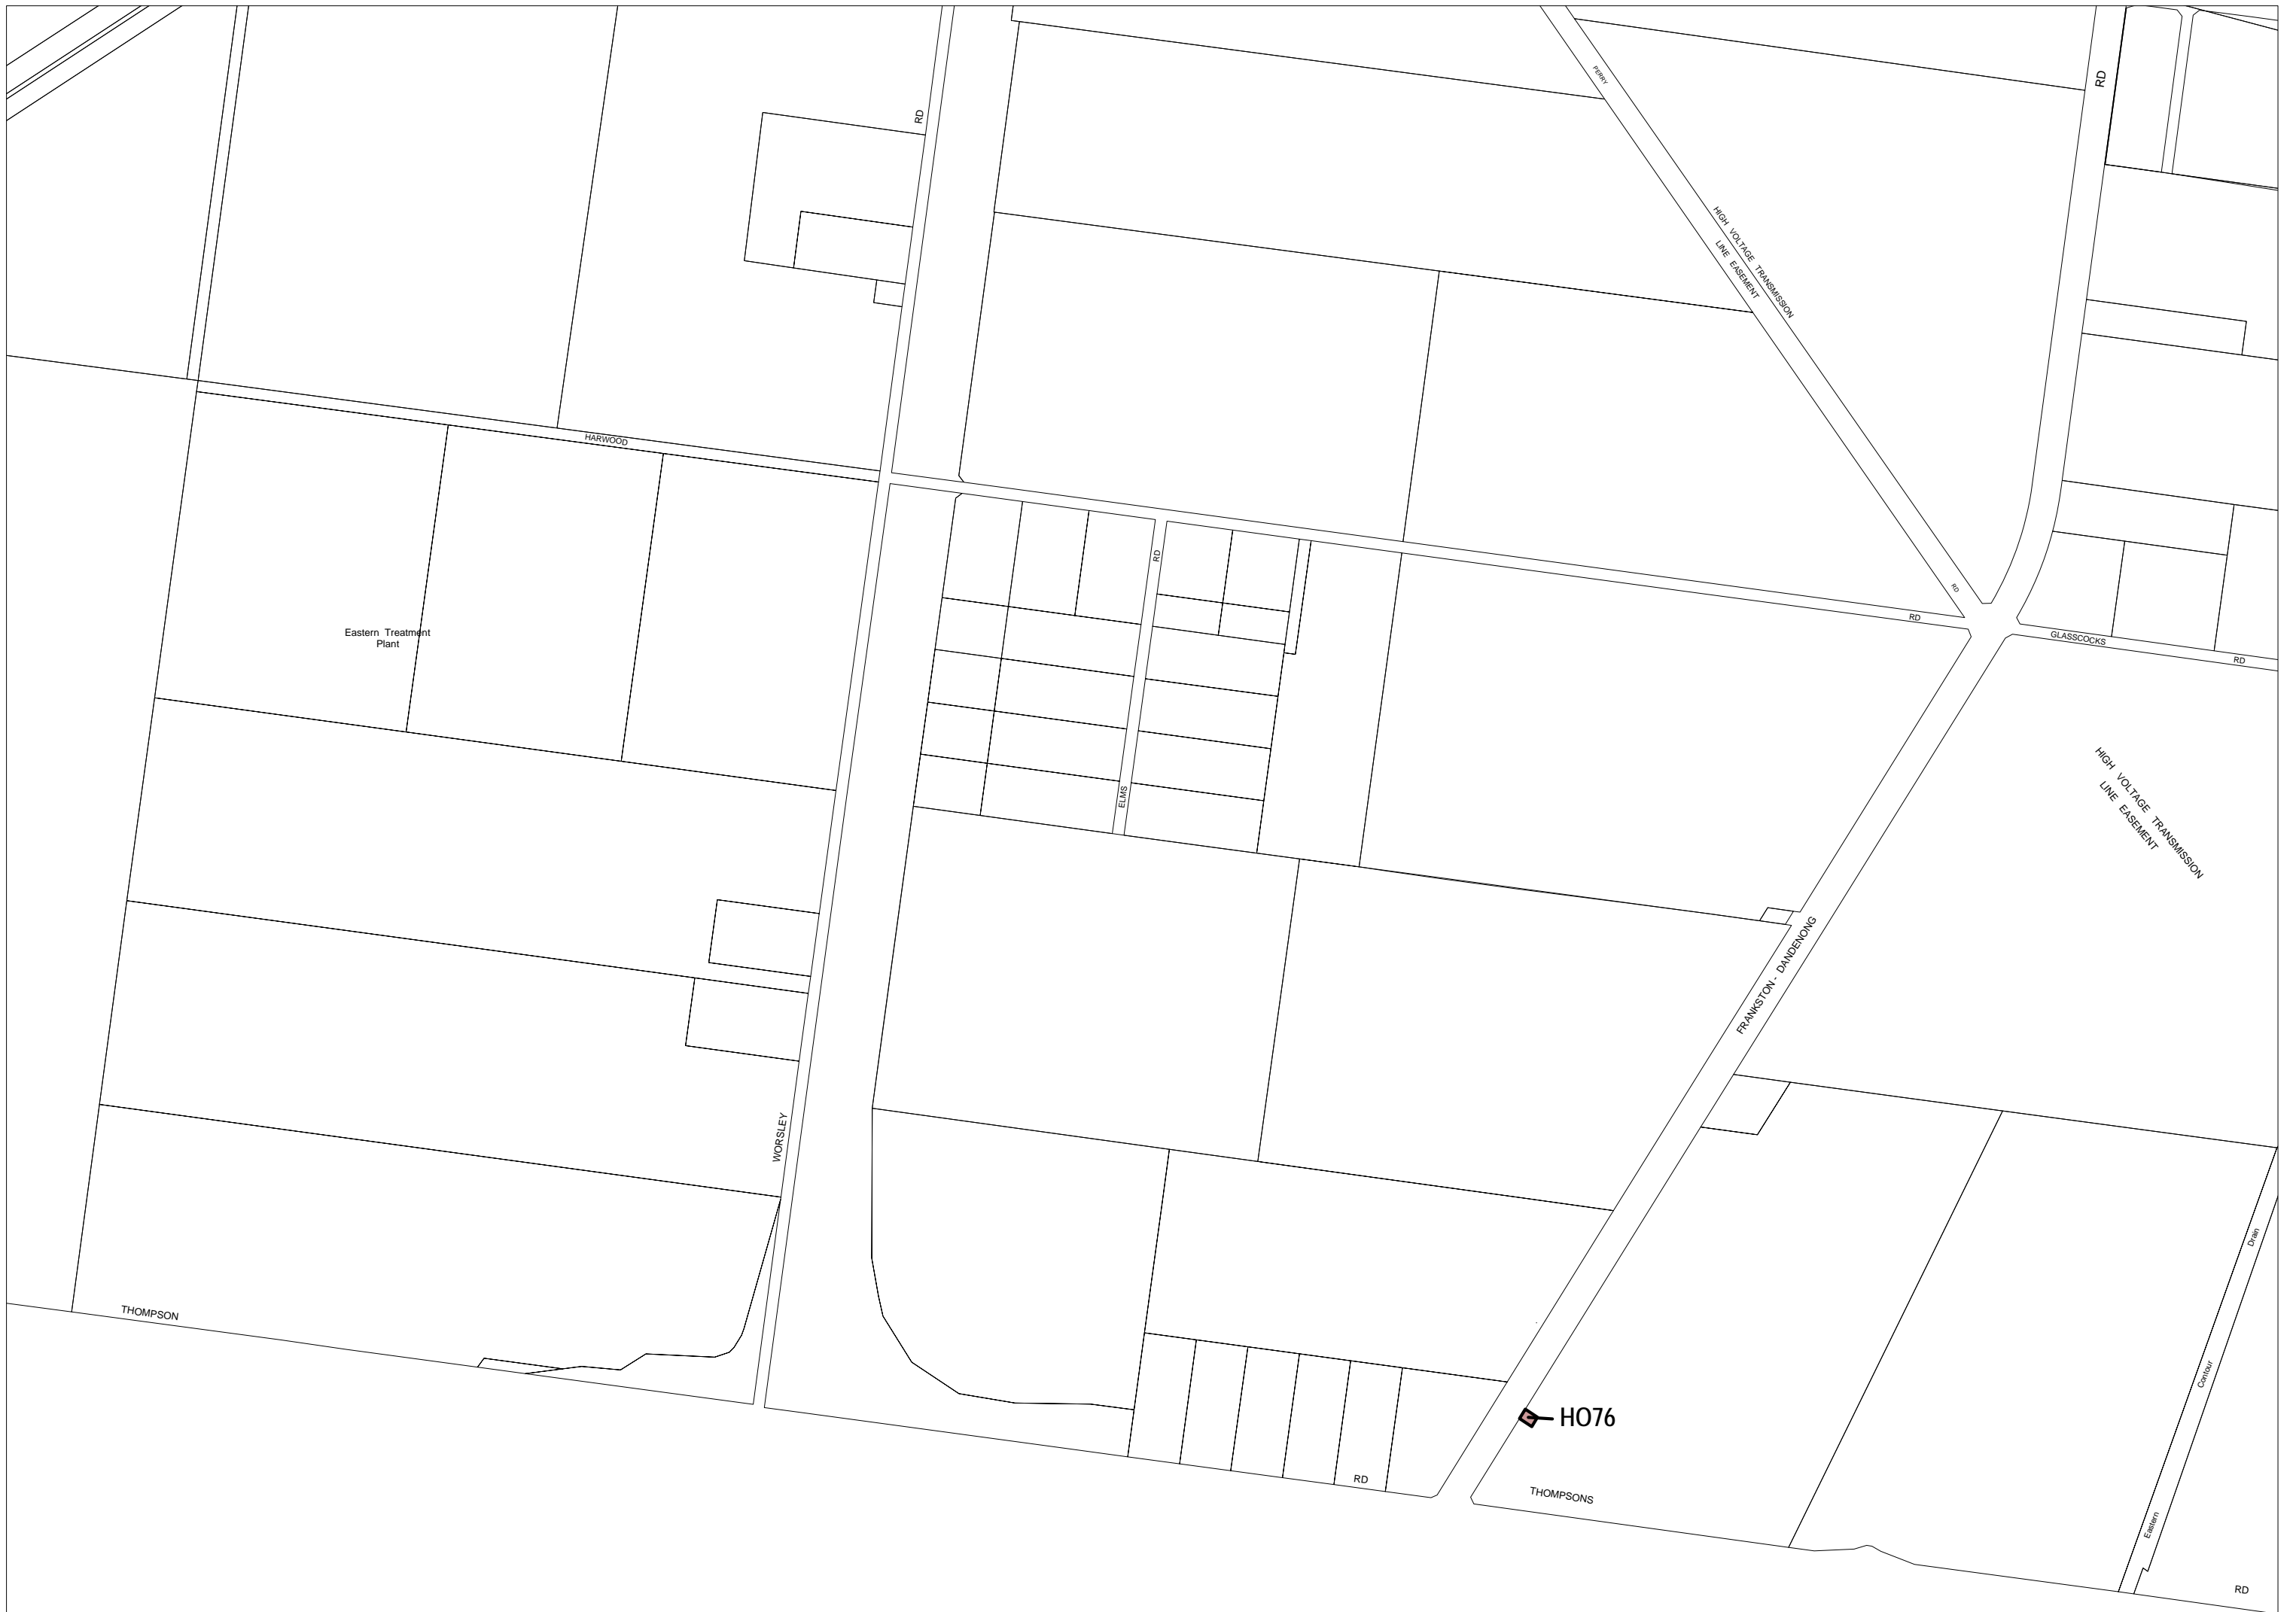 PERRY
RD
RD
HIGH VOLTAGE TRANSMISSION
LINE EASEMENT
HARWOOD
RD
RD
RD
GLASSCOCKS
RD
Eastern Treatment
Plant
ELMS
HIGH VOLTAGE TRANSMISSION
LINE EASEMENT
FRANKSTON - DANDENONG
WORSLEY
Drain
THOMPSON
Contour
HO76
RD
THOMPSONS
Eastern
RD